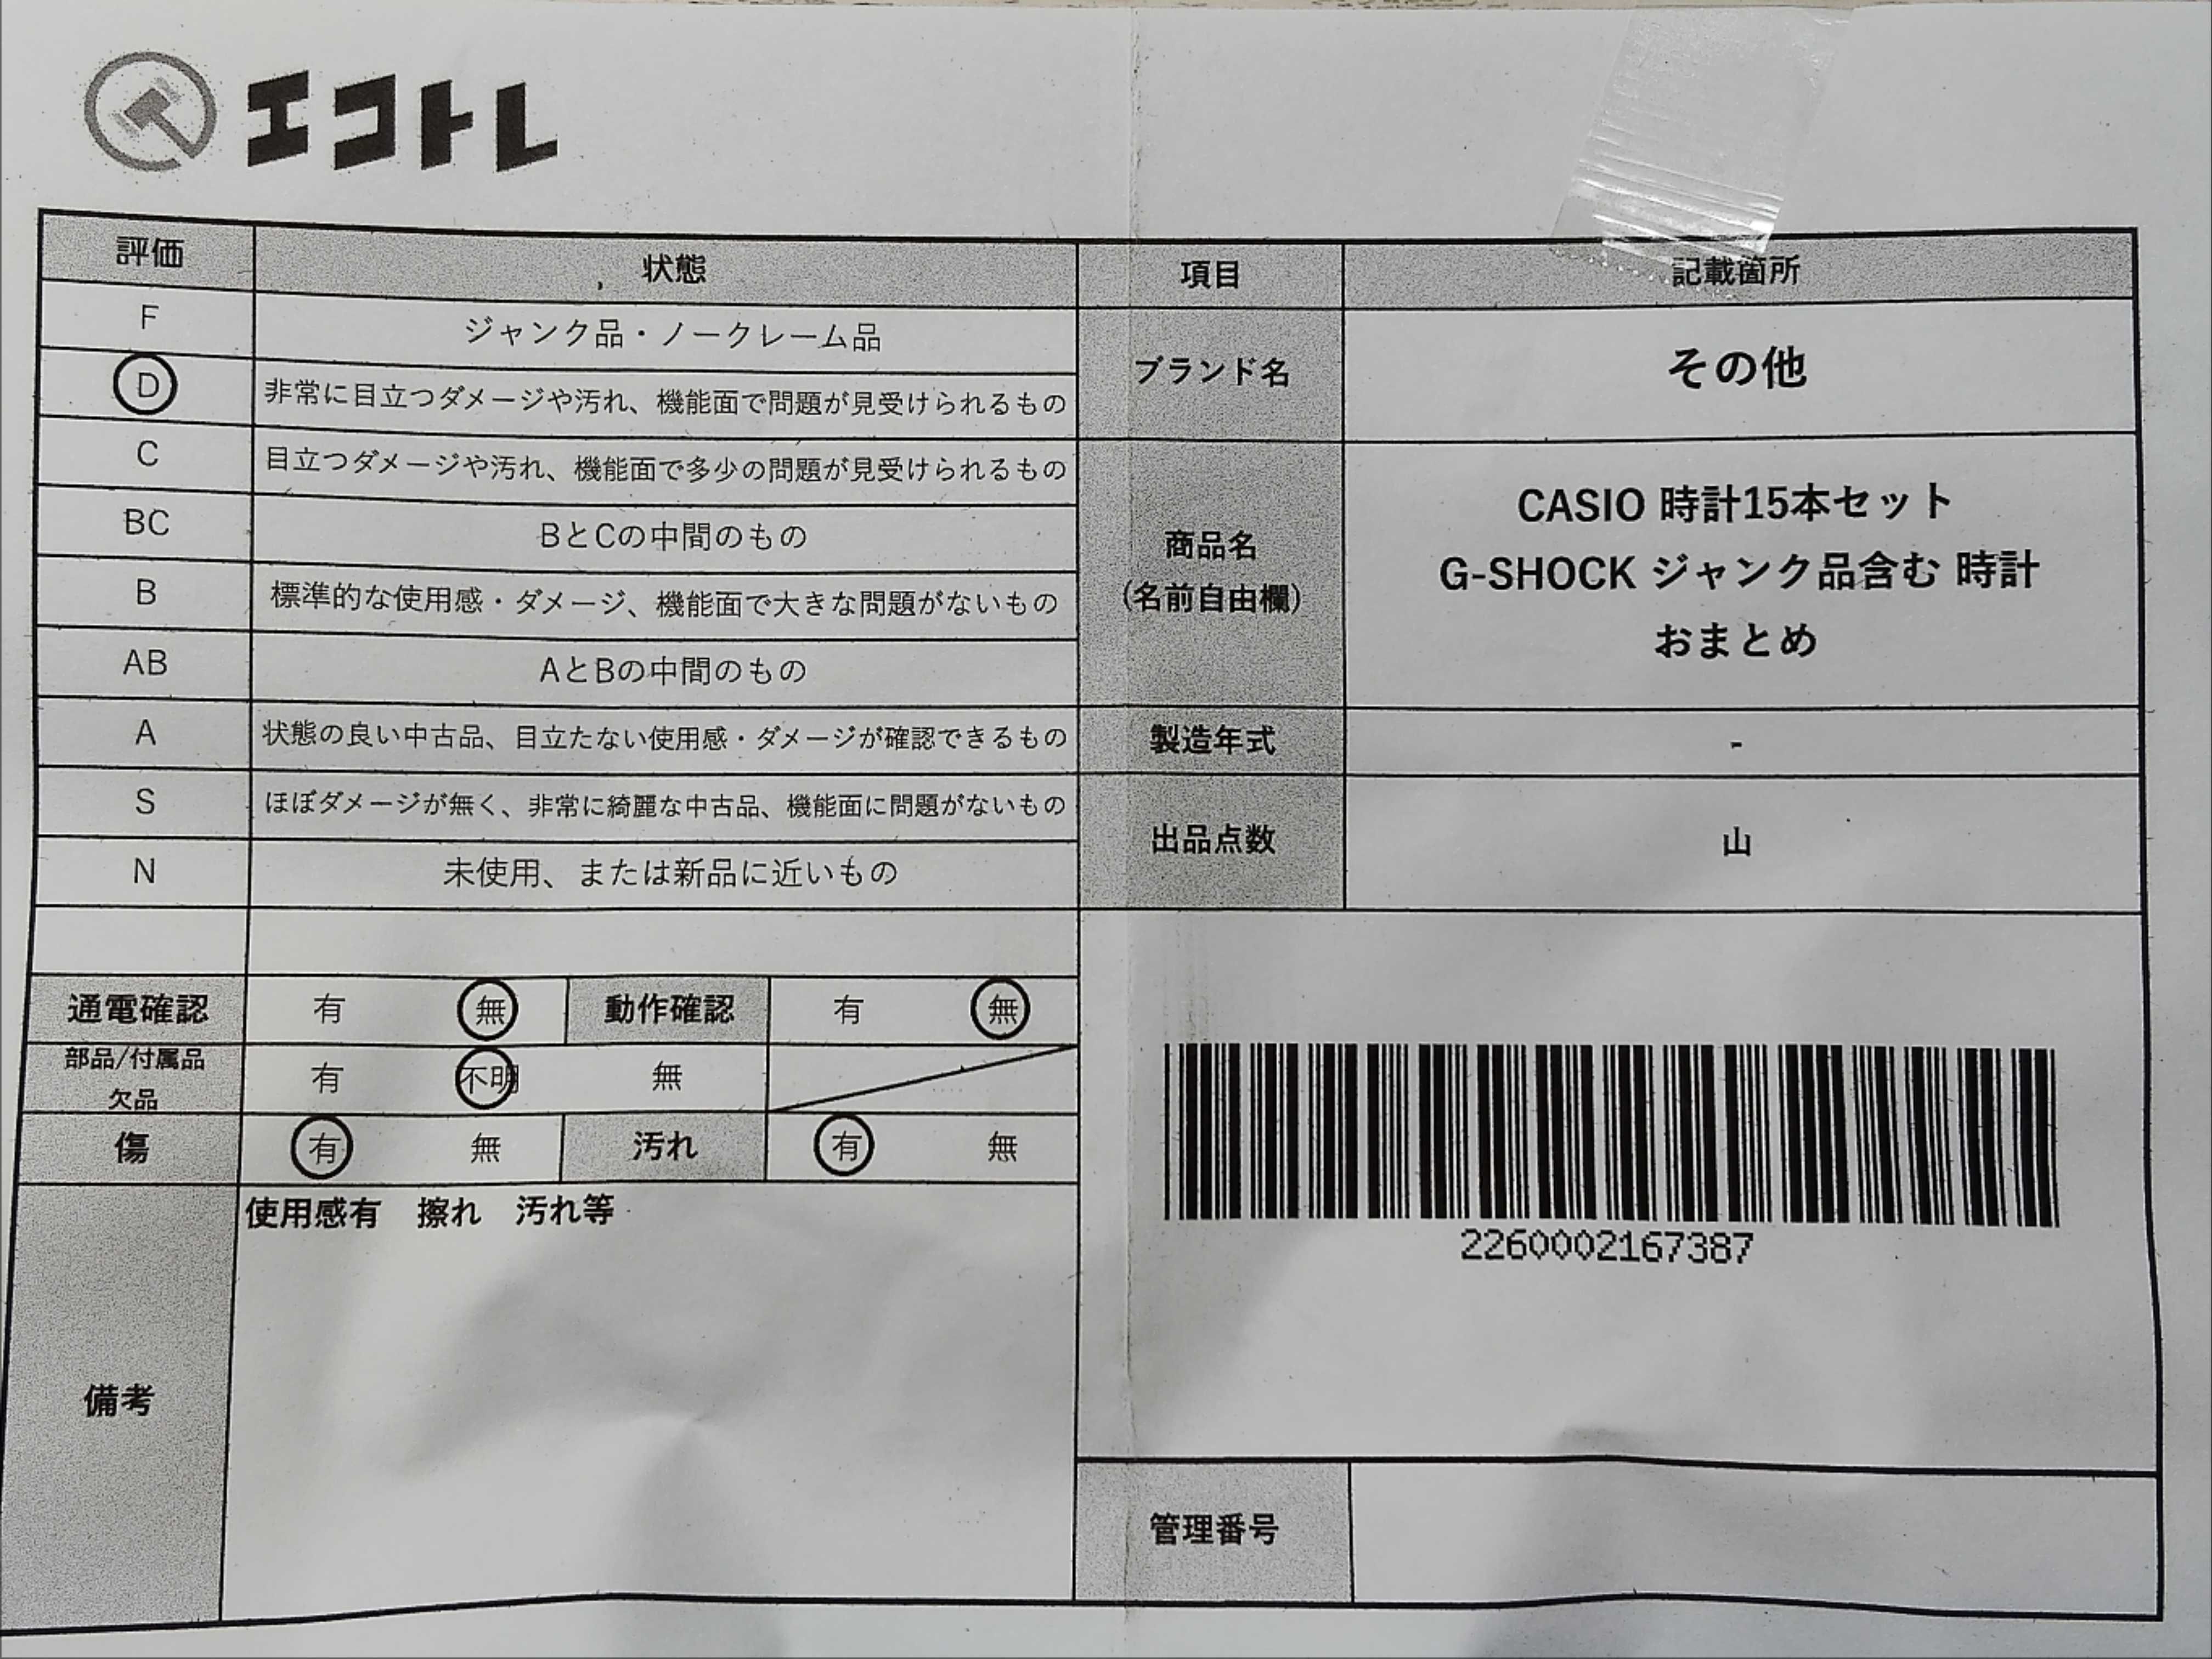 エコトレ
評価 状態
F ジャンク品・ノークレーム品
D 非常に目立つダメージや汚れ、機能面で問題が見受けられるもの
C 目立つダメージや汚れ、機能面で多少の問題が見受けられるもの
BC BとCの中間のもの
B 標準的な使用感・ダメージ、機能面で大きな問題がないもの
AB AとBの中間のもの
A 状態の良い中古品、目立たない使用感・ダメージが確認できるもの
S ほぼダメージが無く、非常に綺麗な中古品、機能面に問題がないもの
N 未使用、または新品に近いもの
通電確認 有 無 動作確認 有 無
部品/付属品
欠品 有 不明 無
傷 有 無 汚れ 有 無
備考
使用感有 擦れ 汚れ等
項目 記載箇所
ブランド名 その他
商品名
(名前自由欄)
CASIO 時計15本セット
G-SHOCK ジャンク品含む 時計
おまとめ
製造年式 -
出品点数 山
2260002167387
管理番号